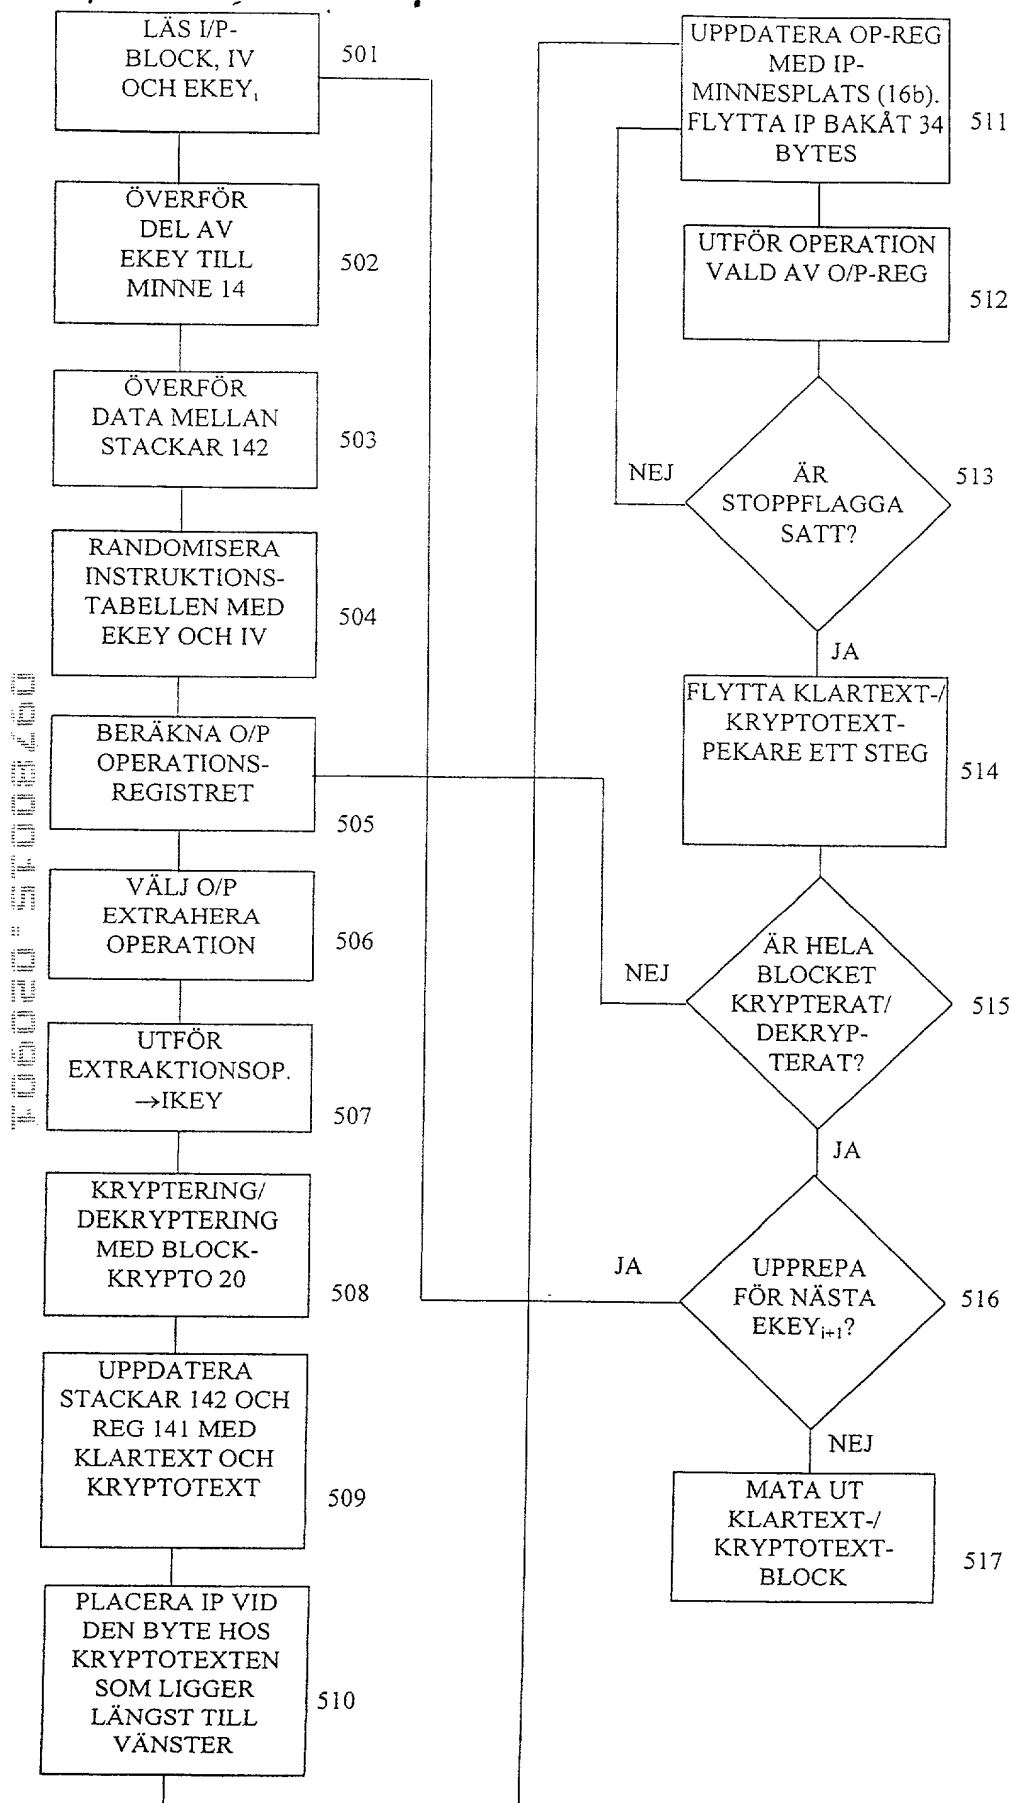 LÄS I/P-
BLOCK, IV
OCH EKEY₁
501
ÖVERFÖR
DEL AV
EKEY TILL
MINNE 14
502
ÖVERFÖR
DATA MELLAN
STACKAR 142
503
RANDOMISERA
INSTRUKTIONS-
TABELLEN MED
EKEY OCH IV
504
BERÄKNA O/P
OPERATIONS-
REGISTRET
505
VÄLJ O/P
EXTRAHERA
OPERATION
506
UTFÖR
EXTRAKTIONSOP.
→IKEY
507
KRYPTERING/
DEKRYPTERING
MED BLOCK-
KRYPTO 20
508
UPPDATERA
STACKAR 142 OCH
REG 141 MED
KLARTEXT OCH
KRYPTOTEXT
509
PLACERA IP VID
DEN BYTE HOS
KRYPTOTEXTEN
SOM LIGGER
LÄNGST TILL
VÄNSTER
510
UPPDATERA OP-REG
MED IP-
MINNESPLATS (16b).
FLYTTA IP BAKÅT 34
BYTES
511
UTFÖR OPERATION
VALD AV O/P-REG
512
ÄR
STOPPFLAGGA
SATT?
513
NEJ
JA
FLYTTA KLARTEXT-/
KRYPTOTEXT-
PEKARE ETT STEG
514
ÄR HELA
BLOCKET
KRYPTERAT/
DEKRYP-
TERAT?
515
NEJ
JA
UPPREPA
FÖR NÄSTA
EKEYᵢ₊₁?
516
JA
NEJ
MATA UT
KLARTEXT-/
KRYPTOTEXT-
BLOCK
517
09780015.020901